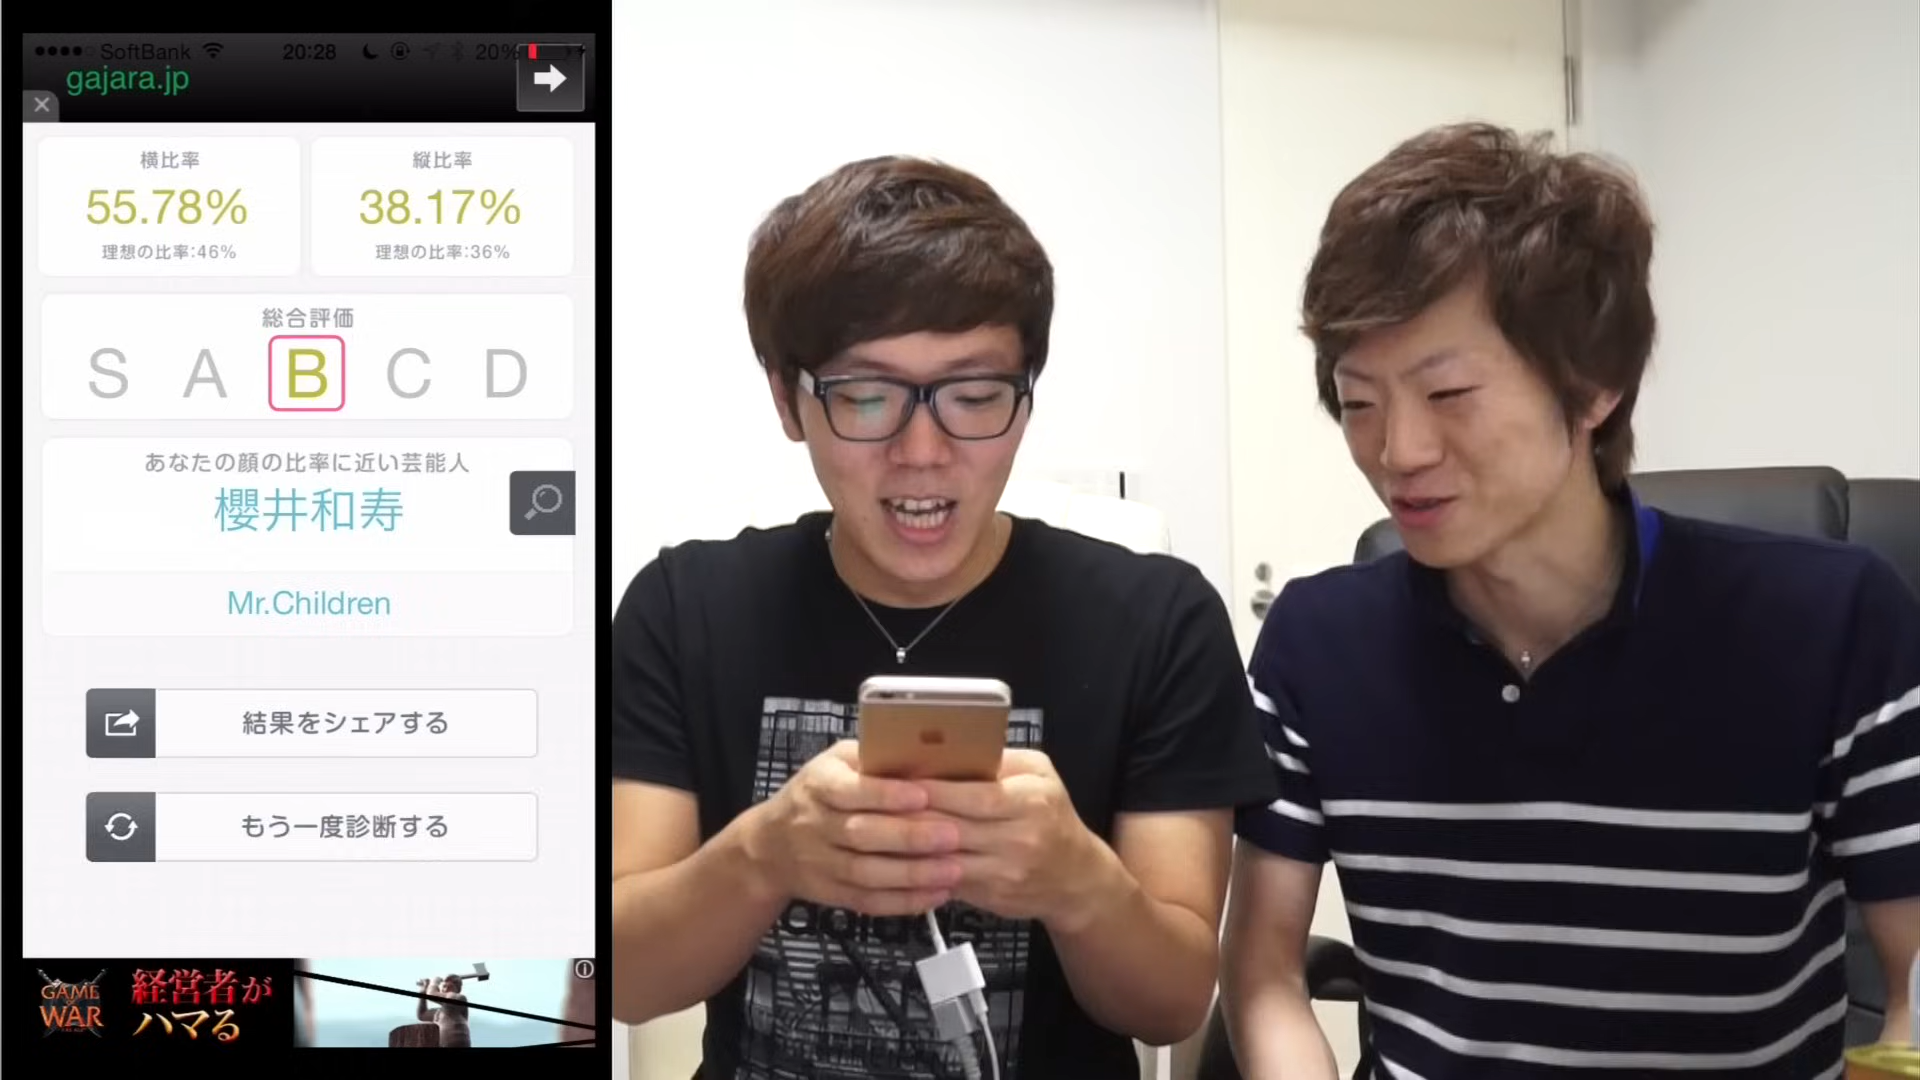 SoftBank 20:28 20%
gajara.jp
横比率
55.78%
理想の比率:46%
縦比率
38.17%
理想の比率:36%
総合評価
S A B C D
あなたの顔の比率に近い芸能人
櫻井和寿
Mr.Children
結果をシェアする
もう一度診断する
GAME
OF
WAR
経営者が
ハマる
adidas